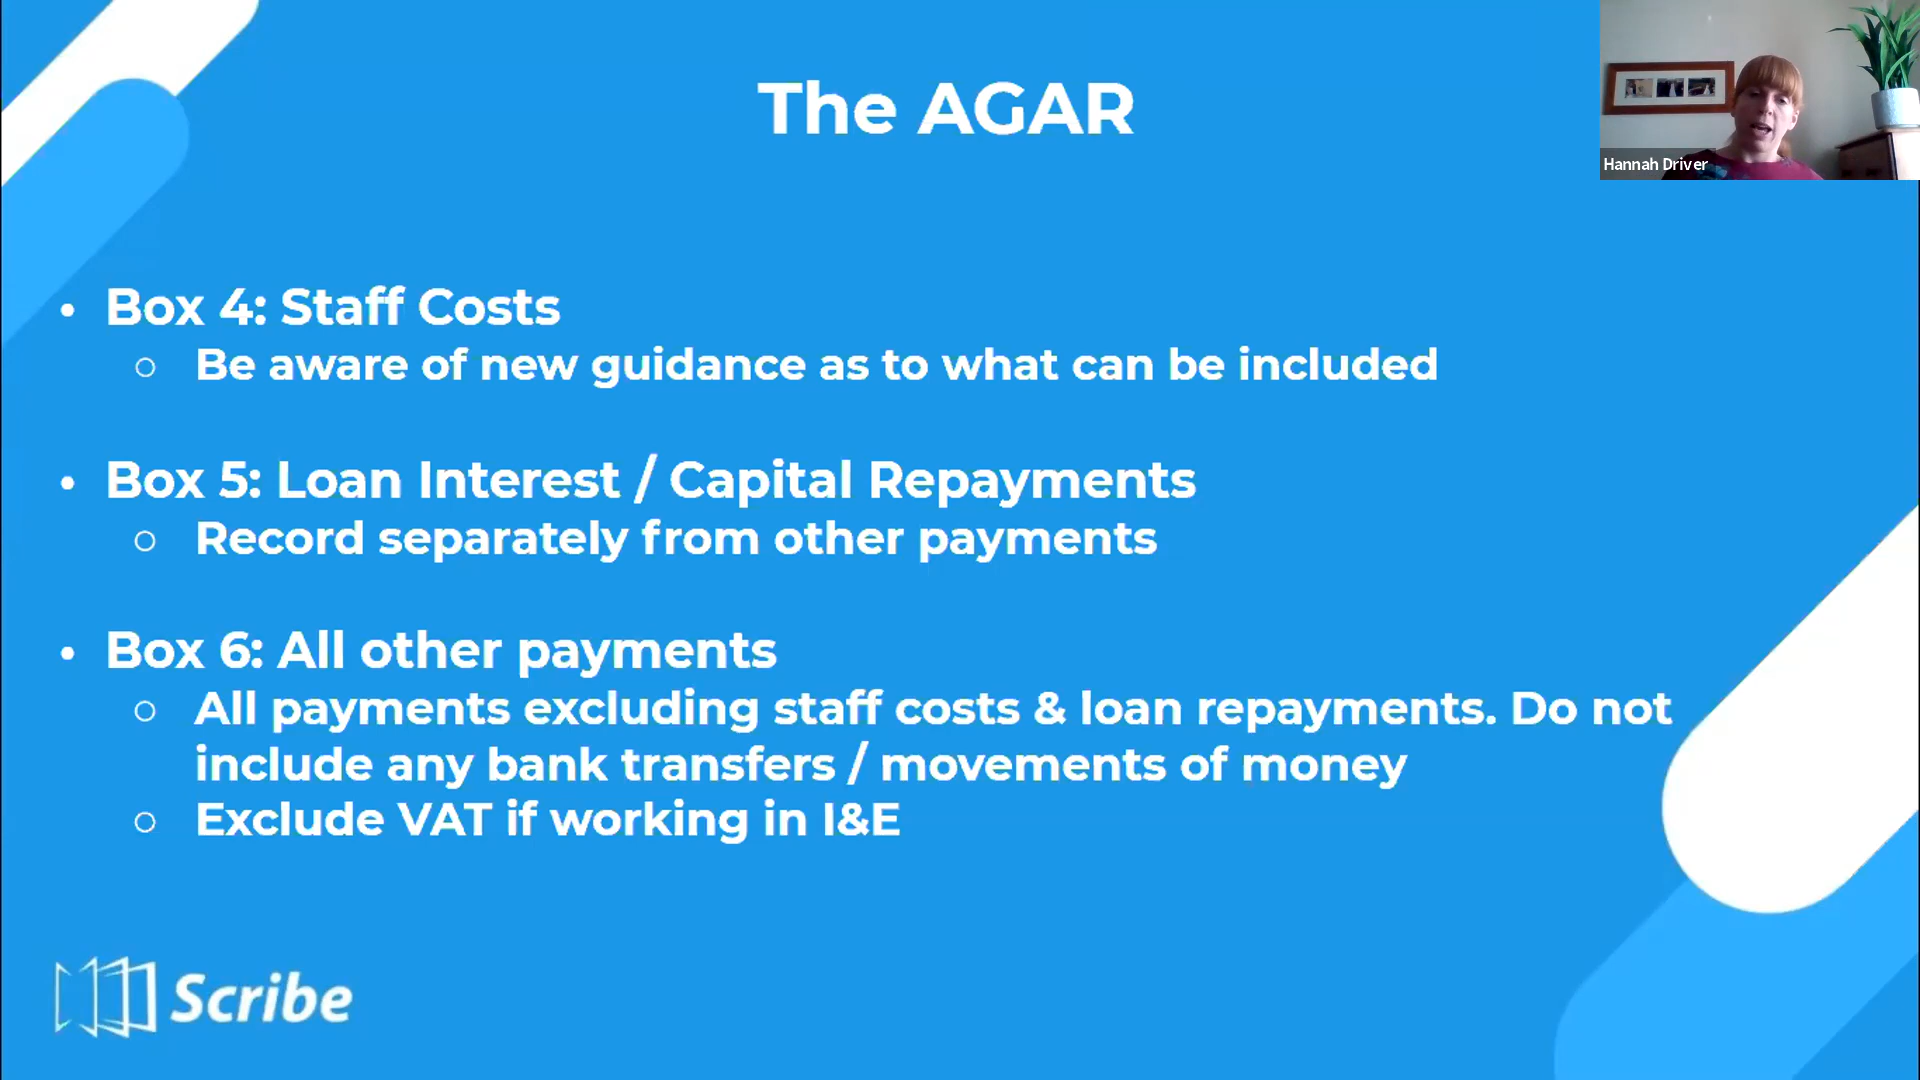 The AGAR
Hannah Driver
• Box 4: Staff Costs
○ Be aware of new guidance as to what can be included
• Box 5: Loan Interest / Capital Repayments
○ Record separately from other payments
• Box 6: All other payments
○ All payments excluding staff costs & loan repayments. Do not
include any bank transfers / movements of money
○ Exclude VAT if working in I&E
Scribe